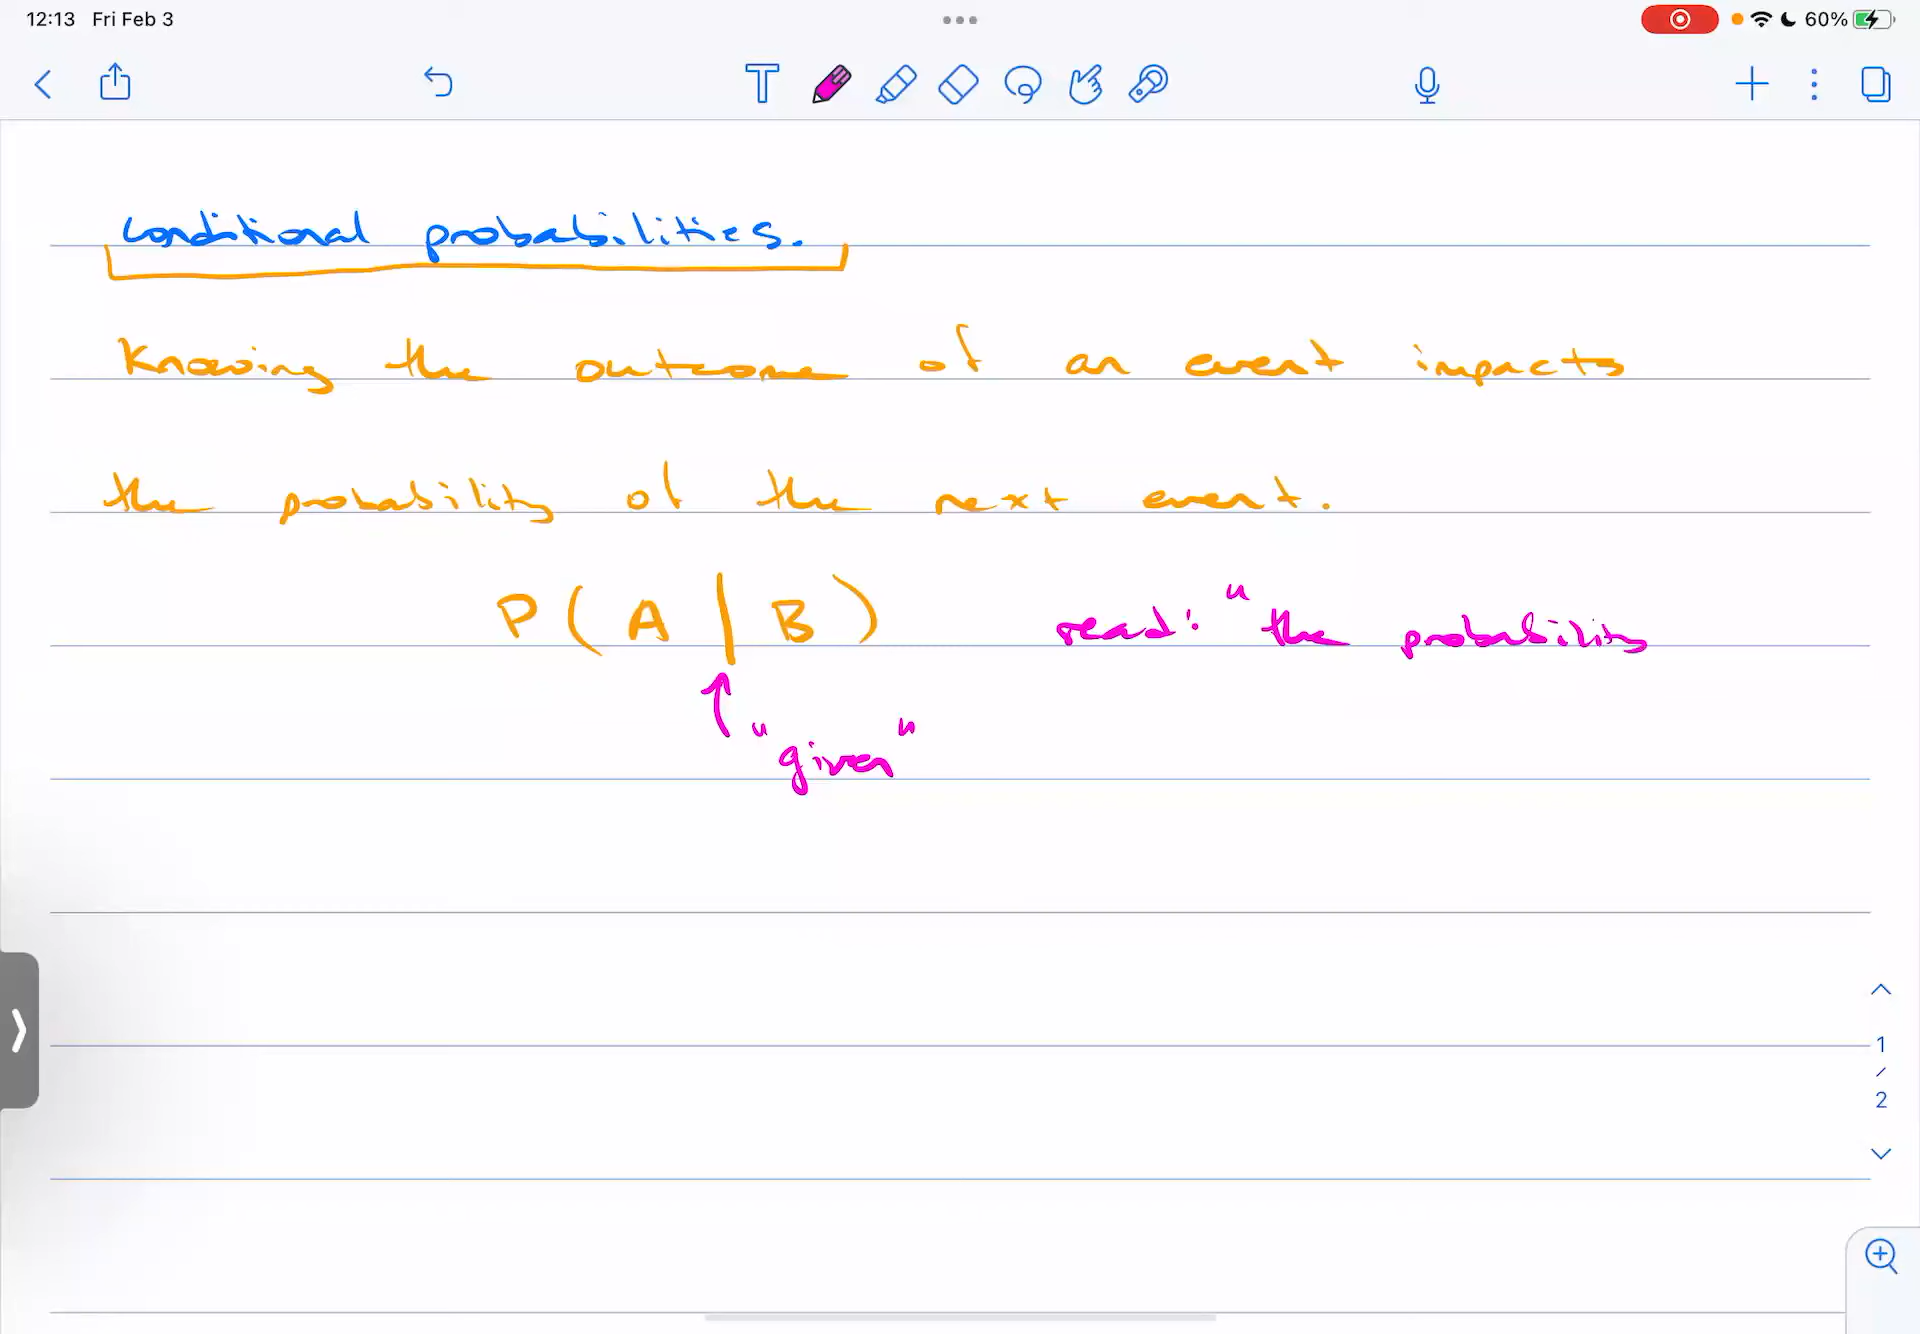 12:13 Fri Feb 3
60%
T
conditional probabilities.
Knowing the outcome of an event impacts
the probability of the next event.
P(A|B) read: "the probability
"given"
1
/
2